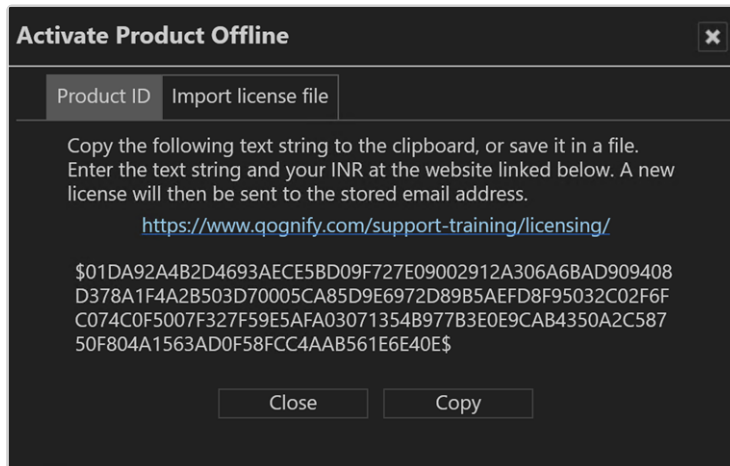 Activate Product Offline
Product ID
Import license file
Copy the following text string to the clipboard, or save it in a file.
Enter the text string and your INR at the website linked below. A new
license will then be sent to the stored email address.
https://www.qognify.com/support-training/licensing/
$01DA92A4B2D4693AECE5BD09F727E09002912A306A6BAD909408
D378A1F4A2B503D70005CA85D9E6972D89B5AEFD8F95032C02F6F
C074C0F5007F327F59E5AFA03071354B977B3E0E9CAB4350A2C587
50F804A1563AD0F58FCC4AAB561E6E40E$
Close
Copy